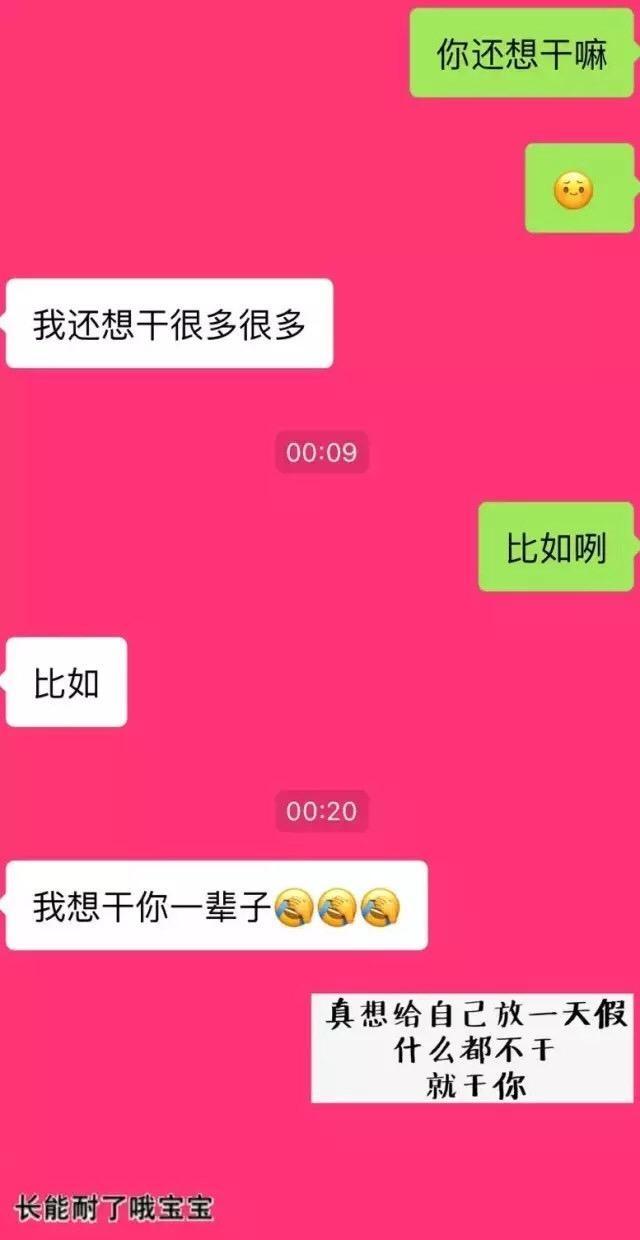 你还想干嘛
🥺
我还想干很多很多
00:09
比如咧
比如
00:20
我想干你一辈子🤦🤦🤦
真想给自己放一天假
什么都不干
就干你
长能耐了哦宝宝